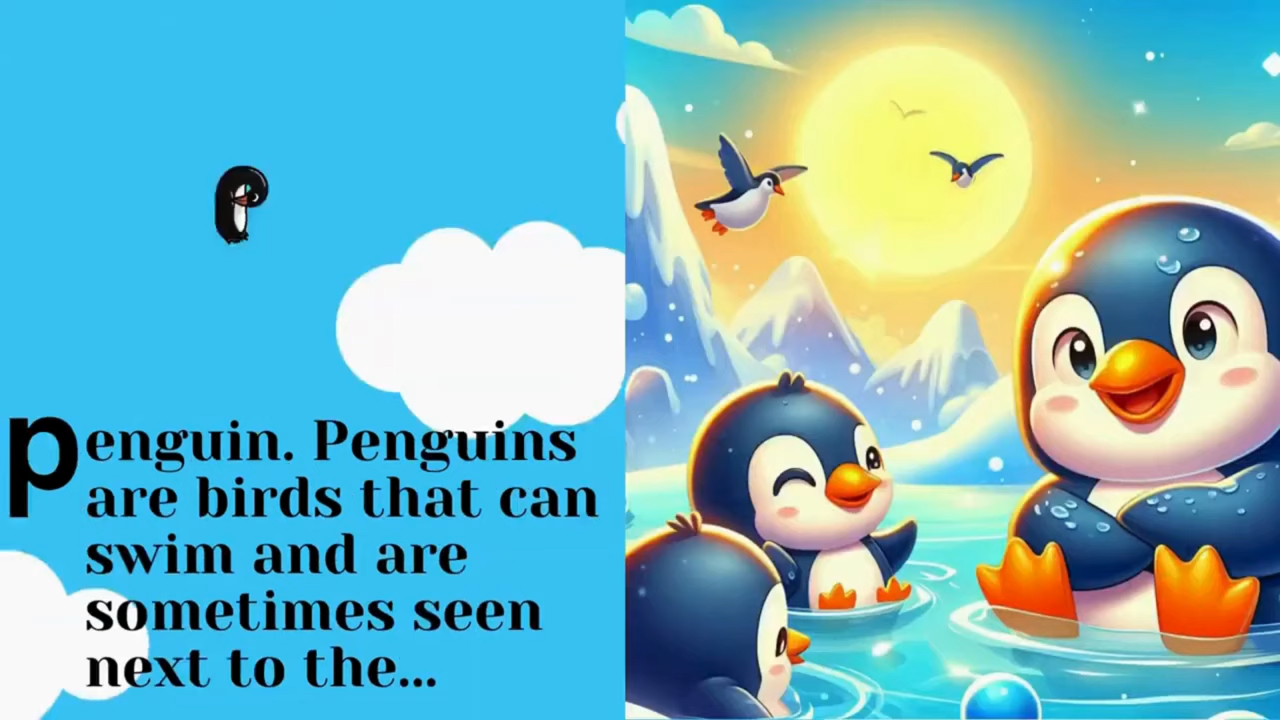 penguin. Penguins
are birds that can
swim and are
sometimes seen
next to the...